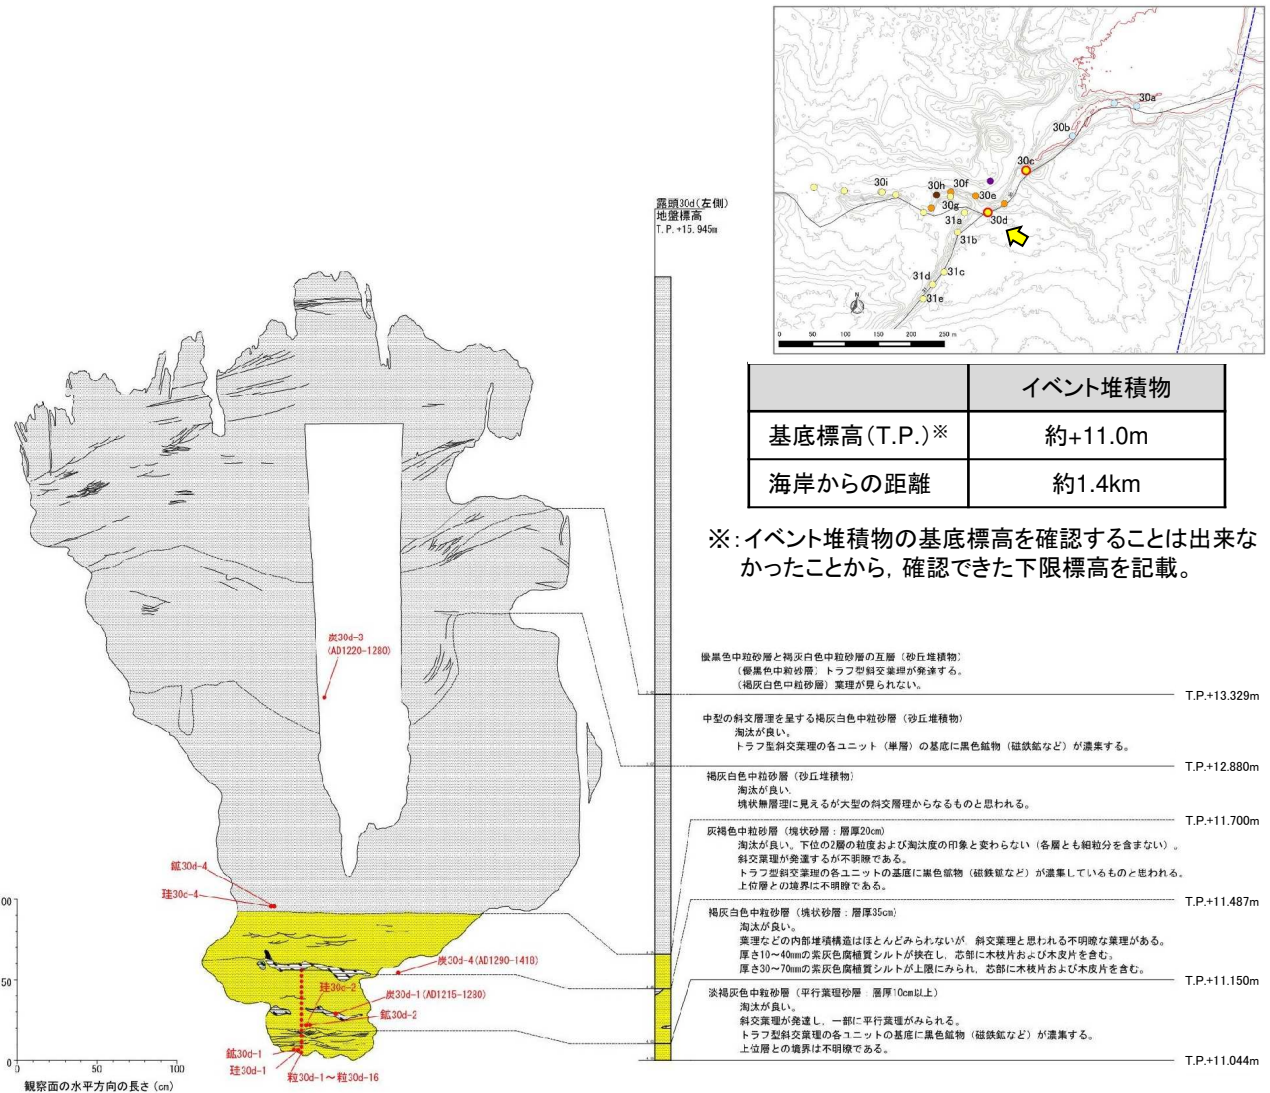 30a
30b
30c
30i
30h
30f
30e
30g
31a
30d
31b
31c
31d
31e
N
0 50 100 150 200 250 m
露頭30d(左側)
地盤標高
T.P.+15.945m
イベント堆積物
基底標高(T.P.)※ 約+11.0m
海岸からの距離 約1.4km
※:イベント堆積物の基底標高を確認することは出来な
かったことから, 確認できた下限標高を記載。
炭30d-3
(AD1220-1280)
優黒色中粒砂層と褐灰白色中粒砂層の互層（砂丘堆積物）
（優黒色中粒砂層）トラフ型斜交葉理が発達する。
（褐灰白色中粒砂層）葉理が見られない。
T.P.+13.329m
中型の斜交層理を呈する褐灰白色中粒砂層（砂丘堆積物）
淘汰が良い。
トラフ型斜交葉理の各ユニット（単層）の基底に黒色鉱物（磁鉄鉱など）が濃集する。
T.P.+12.880m
褐灰白色中粒砂層（砂丘堆積物）
淘汰が良い。
塊状無層理に見えるが大型の斜交層理からなるものと思われる。
T.P.+11.700m
灰褐色中粒砂層（塊状砂層：層厚20cm）
淘汰が良い。下位の2層の粒度および淘汰度の印象と変わらない（各層とも細粒分を含まない）。
斜交葉理が発達するが不明瞭である。
トラフ型斜交葉理の各ユニットの基底に黒色鉱物（磁鉄鉱など）が濃集しているものと思われる。
上位層との境界は不明瞭である。
T.P.+11.487m
褐灰白色中粒砂層（塊状砂層：層厚35cm）
淘汰が良い。
葉理などの内部堆積構造はほとんどみられないが、斜交葉理と思われる不明瞭な葉理がある。
厚さ10～40mmの紫灰色腐植質シルトが挟在し、芯部に木枝片および木皮片を含む。
厚さ30～70mmの紫灰色腐植質シルトが上限にみられ、芯部に木枝片および木皮片を含む。
T.P.+11.150m
淡褐灰色中粒砂層（平行葉理砂層：層厚10cm以上）
淘汰が良い。
斜交葉理が発達し、一部に平行葉理がみられる。
トラフ型斜交葉理の各ユニットの基底に黒色鉱物（磁鉄鉱など）が濃集する。
上位層との境界は不明瞭である。
T.P.+11.044m
鉱30d-4
珪30d-4
炭30d-4(AD1290-1410)
珪30d-2
炭30d-1(AD1215-1280)
鉱30d-2
鉱30d-1
珪30d-1
粒30d-1～粒30d-16
00
50
0
0 50 100
観察面の水平方向の長さ(cm)